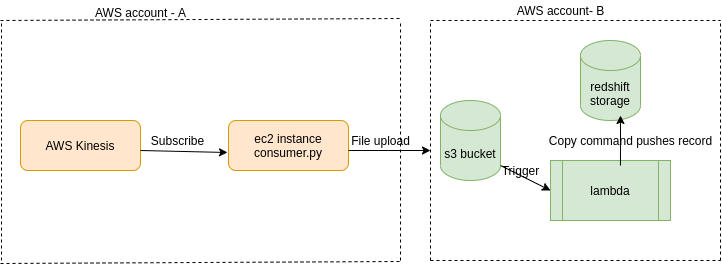 AWS account - A
AWS account- B
AWS Kinesis
Subscribe
ec2 instance
consumer.py
File upload
s3 bucket
Trigger
redshift
storage
Copy command pushes record
lambda